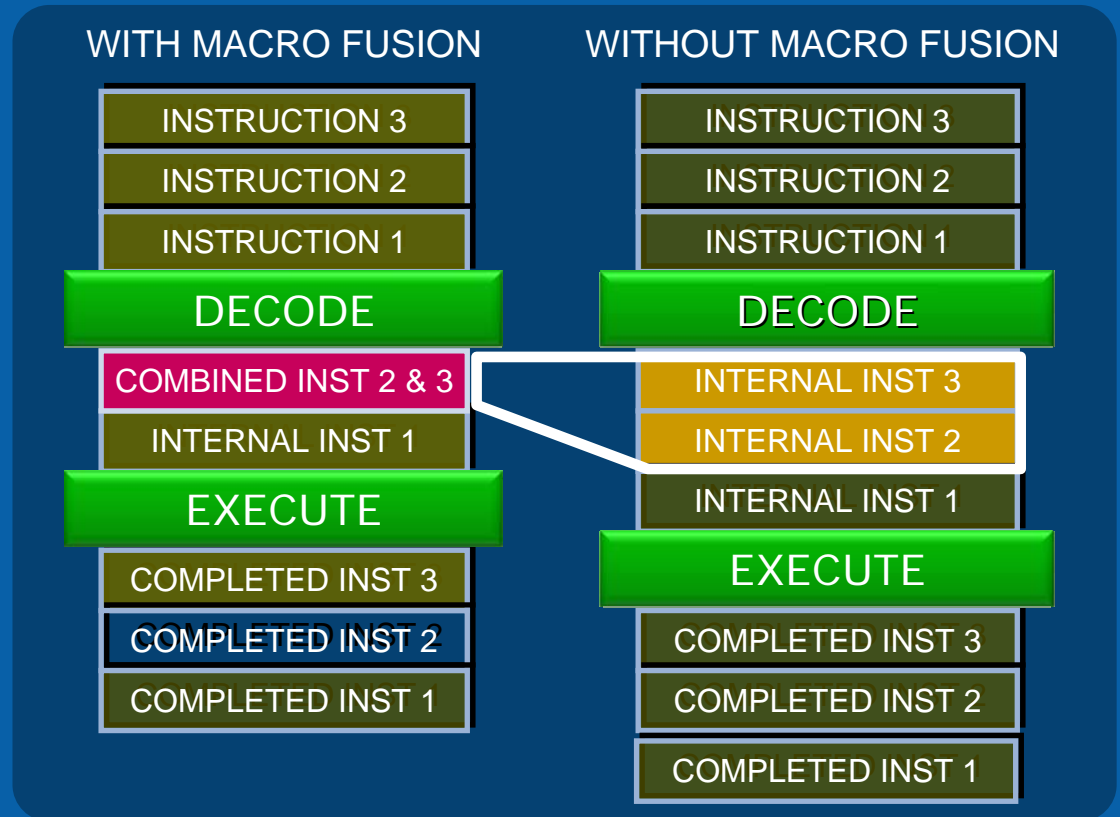 WITH MACRO FUSION
INSTRUCTION 3
INSTRUCTION 2
INSTRUCTION 1
DECODE
COMBINED INST 2 & 3
INTERNAL INST 1
EXECUTE
COMPLETED INST 3
COMPLETED INST 2
COMPLETED INST 1
WITHOUT MACRO FUSION
INSTRUCTION 3
INSTRUCTION 2
INSTRUCTION 1
DECODE
INTERNAL INST 3
INTERNAL INST 2
INTERNAL INST 1
EXECUTE
COMPLETED INST 3
COMPLETED INST 2
COMPLETED INST 1